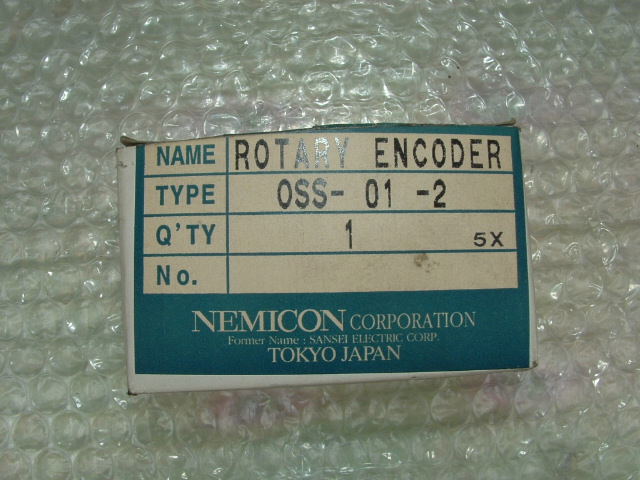 NAME ROTARY ENCODER
TYPE OSS- 01 -2
Q'TY 1 5X
No.
NEMICON CORPORATION
Former Name : SANSEI ELECTRIC CORP.
TOKYO JAPAN